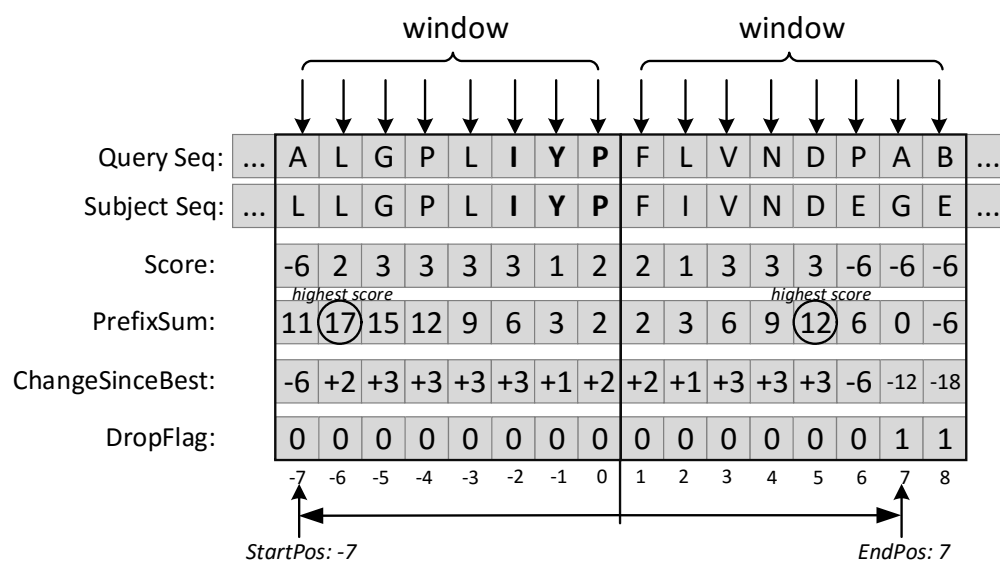 window window
Query Seq: ... A L G P L I Y P F L V N D P A B ...
Subject Seq: ... L L G P L I Y P F I V N D E G E ...
Score: -6 2 3 3 3 3 1 2 2 1 3 3 3 -6 -6 -6
highest score highest score
PrefixSum: 11 17 15 12 9 6 3 2 2 3 6 9 12 6 0 -6
ChangeSinceBest: -6 +2 +3 +3 +3 +3 +1 +2 +2 +1 +3 +3 +3 -6 -12 -18
DropFlag: 0 0 0 0 0 0 0 0 0 0 0 0 0 0 1 1
-7 -6 -5 -4 -3 -2 -1 0 1 2 3 4 5 6 7 8
StartPos: -7 EndPos: 7